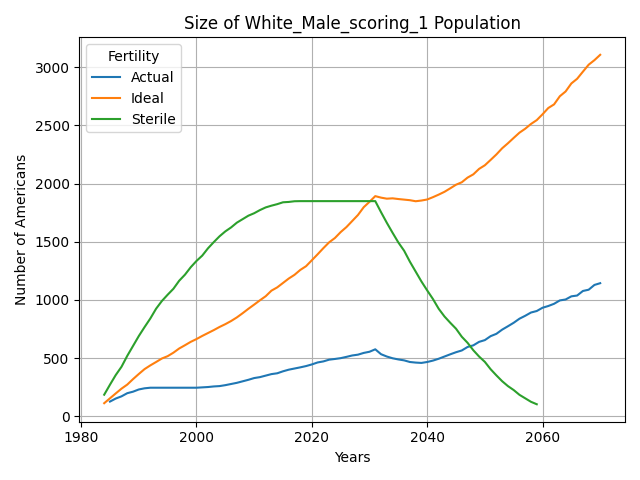 Size of White_Male_scoring_1 Population
Fertility
Actual
Ideal
Sterile
Number of Americans
3000
2500
2000
1500
1000
500
0
1980
2000
2020
2040
2060
Years